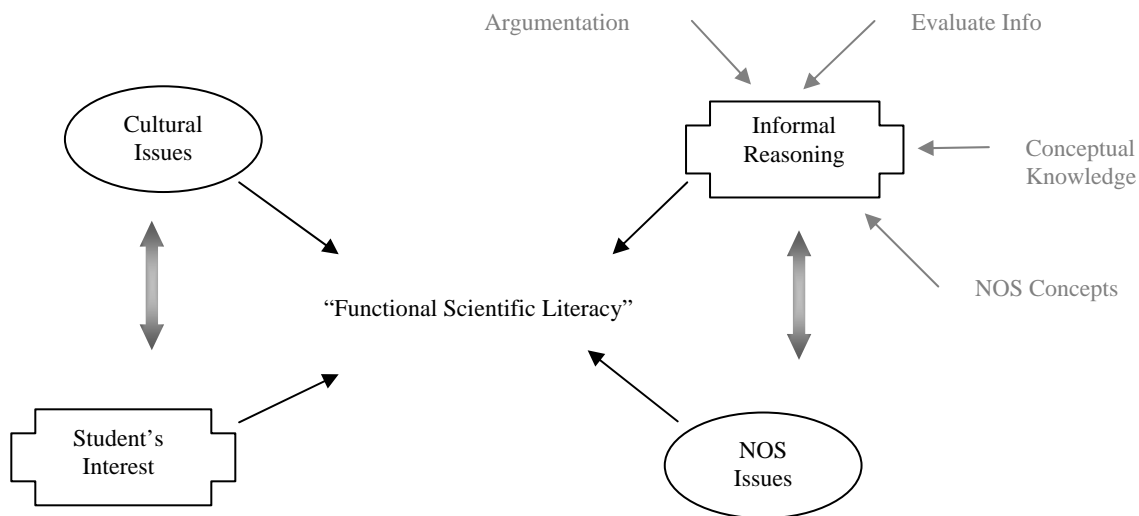 Argumentation
Evaluate Info
Cultural
Issues
Informal
Reasoning
Conceptual
Knowledge
NOS Concepts
“Functional Scientific Literacy”
Student’s
Interest
NOS
Issues